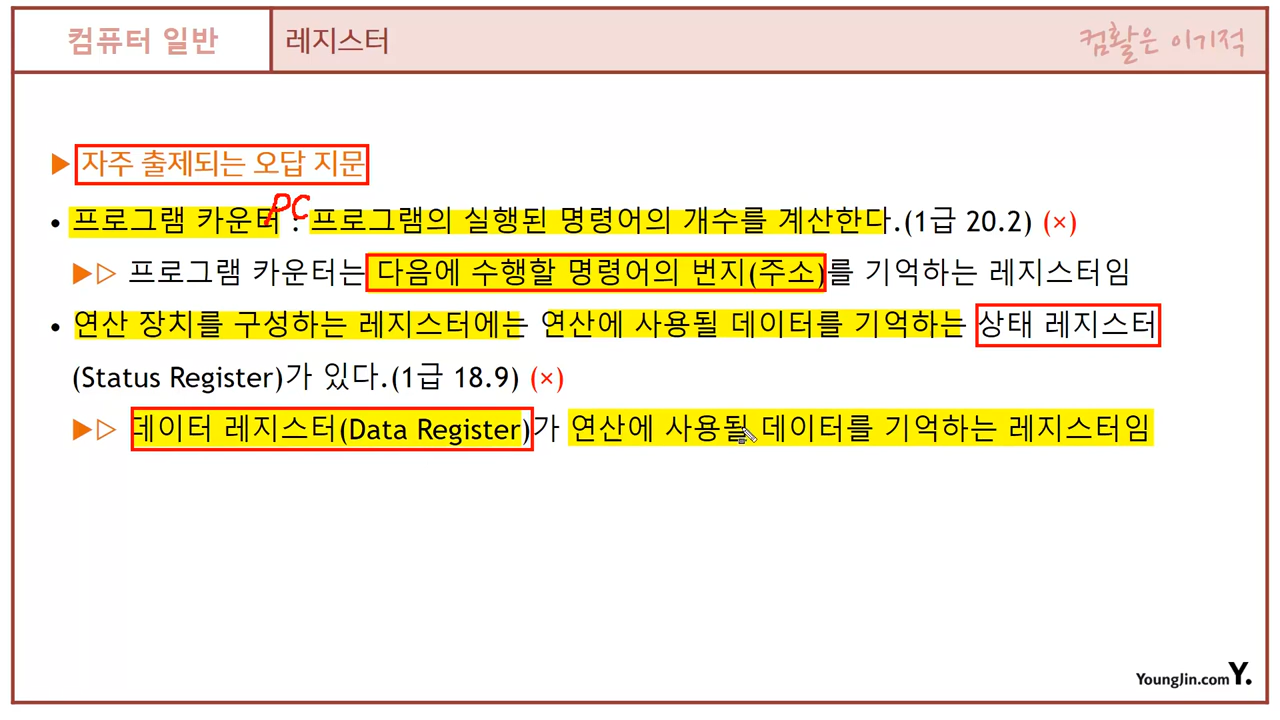 컴퓨터 일반
레지스터
컴활은 이기적
▶ 자주 출제되는 오답 지문
PC
• 프로그램 카운터 : 프로그램의 실행된 명령어의 개수를 계산한다.(1급 20.2) (×)
▶▷ 프로그램 카운터는 다음에 수행할 명령어의 번지(주소)를 기억하는 레지스터임
• 연산 장치를 구성하는 레지스터에는 연산에 사용될 데이터를 기억하는 상태 레지스터
(Status Register)가 있다.(1급 18.9) (×)
▶▷ 데이터 레지스터(Data Register)가 연산에 사용될 데이터를 기억하는 레지스터임
YoungJin.com Y.